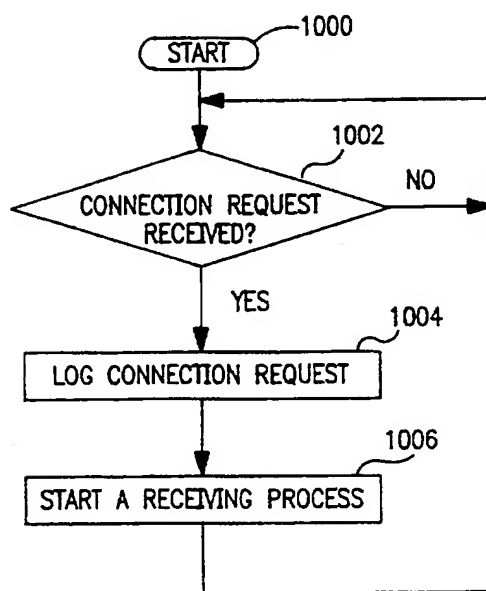 1000
START
1002
CONNECTION REQUEST
RECEIVED?
NO
YES
1004
LOG CONNECTION REQUEST
1006
START A RECEIVING PROCESS